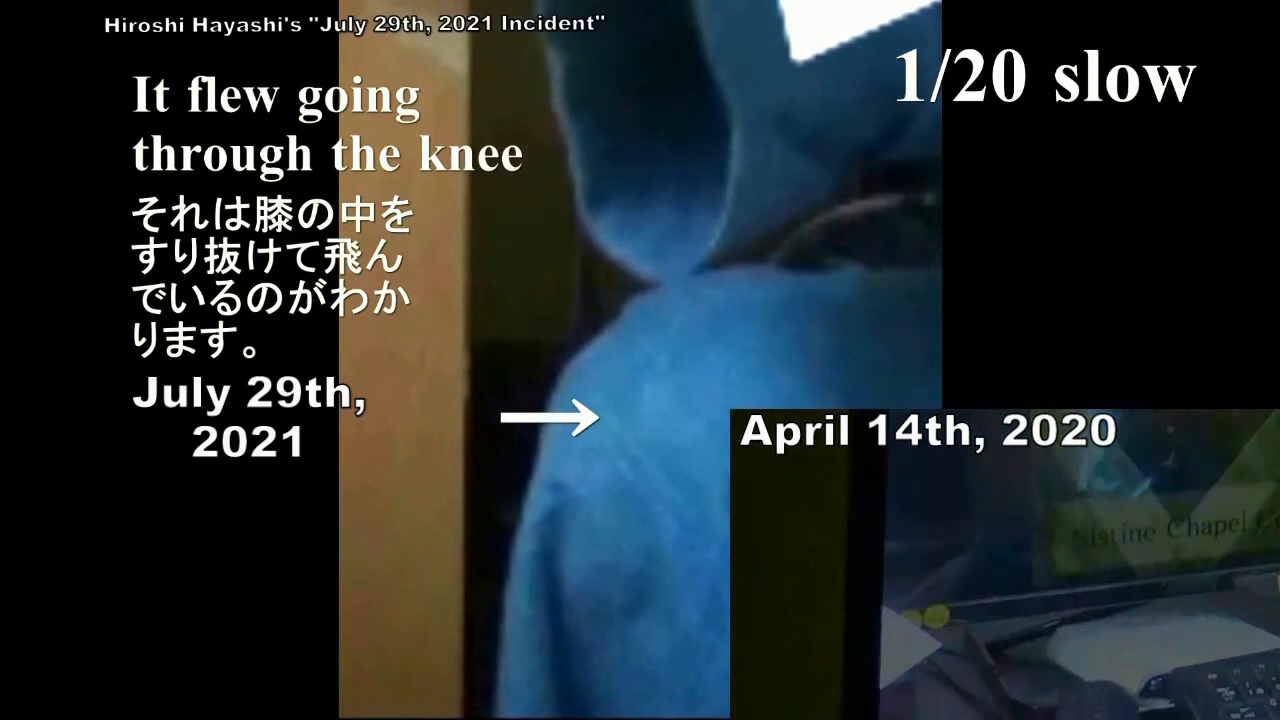 Hiroshi Hayashi's "July 29th, 2021 Incident"
1/20 slow
It flew going
through the knee
それは膝の中を
すり抜けて飛ん
でいるのがわか
ります。
July 29th,
2021
April 14th, 2020
Sistine Chapel